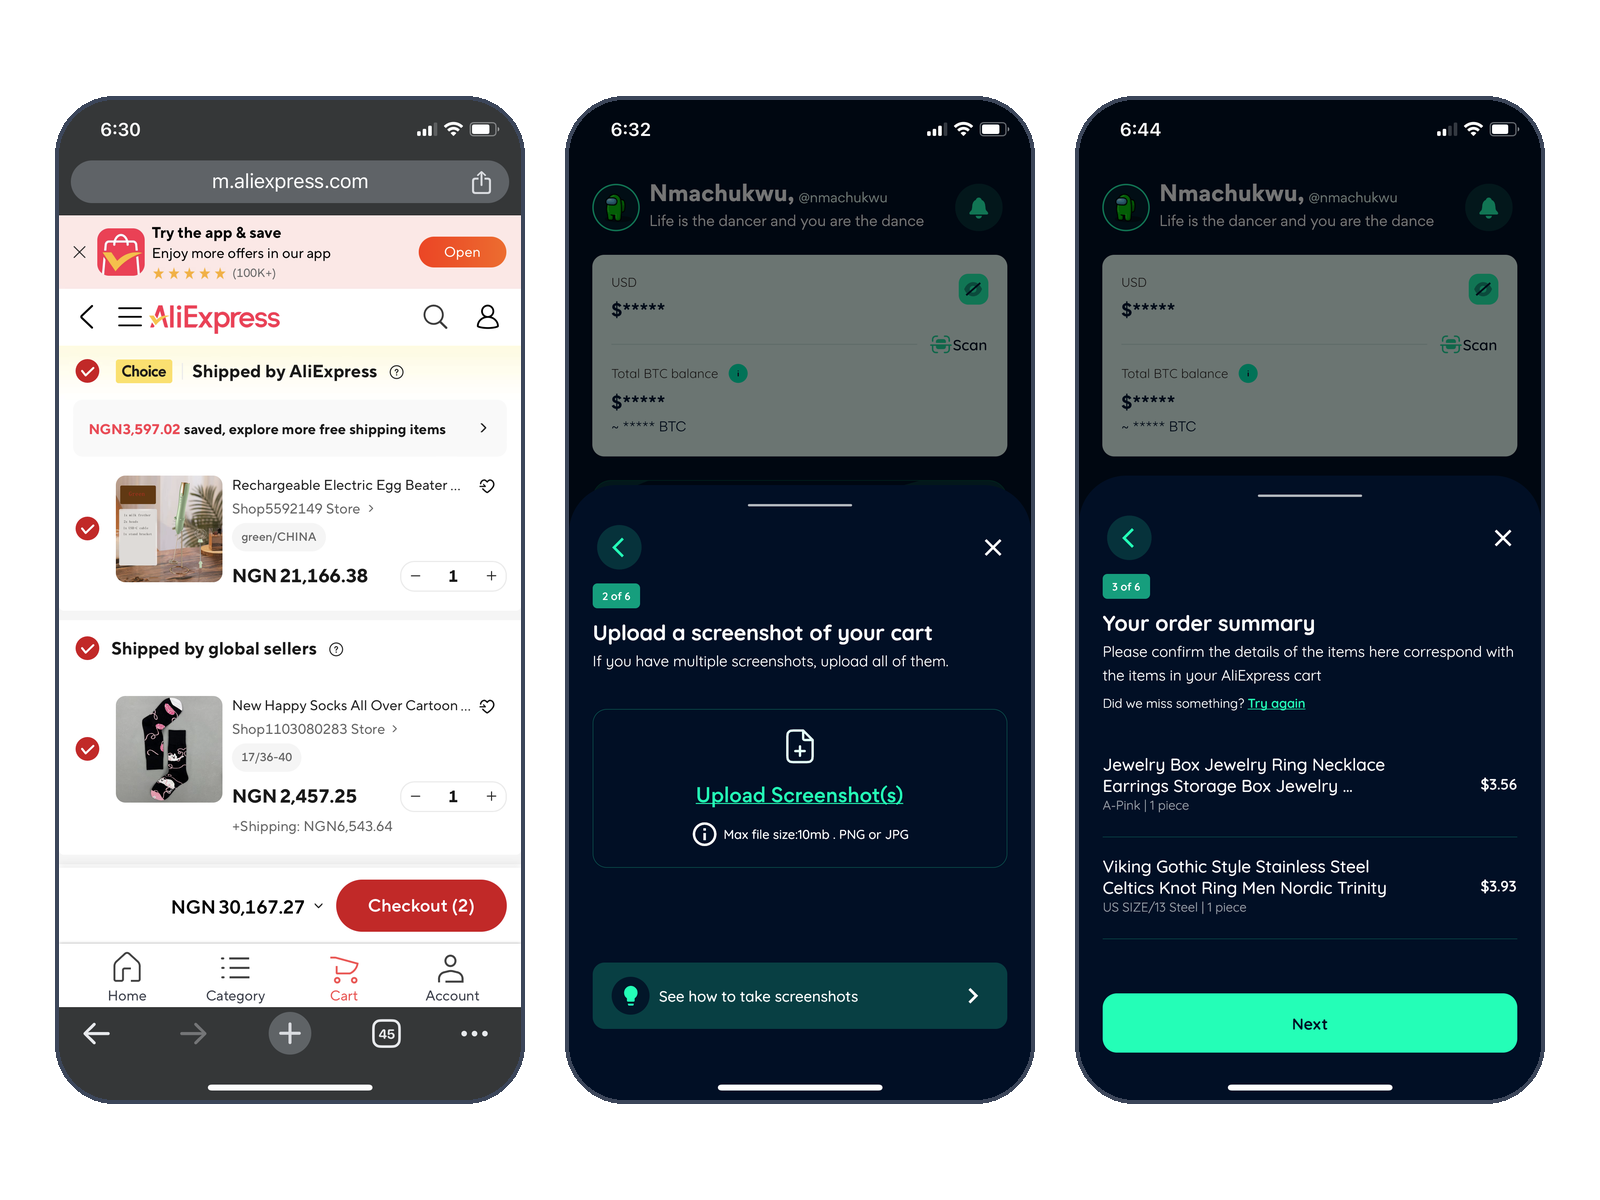 6:30
m.aliexpress.com
Try the app & save
Enjoy more offers in our app
(100K+)
Open
AliExpress
Choice
Shipped by AliExpress
NGN3,597.02 saved, explore more free shipping items
Rechargeable Electric Egg Beater ...
Shop5592149 Store
green/CHINA
NGN 21,166.38
1
Shipped by global sellers
New Happy Socks All Over Cartoon ...
Shop1103080283 Store
17/36-40
NGN 2,457.25
1
+Shipping: NGN6,543.64
NGN 30,167.27
Checkout (2)
Home
Category
Cart
Account
45
6:32
Nmachukwu, @nmachukwu
Life is the dancer and you are the dance
USD
$*****
Scan
Total BTC balance
$*****
~ ***** BTC
2 of 6
Upload a screenshot of your cart
If you have multiple screenshots, upload all of them.
Upload Screenshot(s)
Max file size:10mb . PNG or JPG
See how to take screenshots
6:44
Nmachukwu, @nmachukwu
Life is the dancer and you are the dance
USD
$*****
Scan
Total BTC balance
$*****
~ ***** BTC
3 of 6
Your order summary
Please confirm the details of the items here correspond with
the items in your AliExpress cart
Did we miss something? Try again
Jewelry Box Jewelry Ring Necklace
Earrings Storage Box Jewelry ...
$3.56
A-Pink | 1 piece
Viking Gothic Style Stainless Steel
Celtics Knot Ring Men Nordic Trinity
$3.93
US SIZE/13 Steel | 1 piece
Next